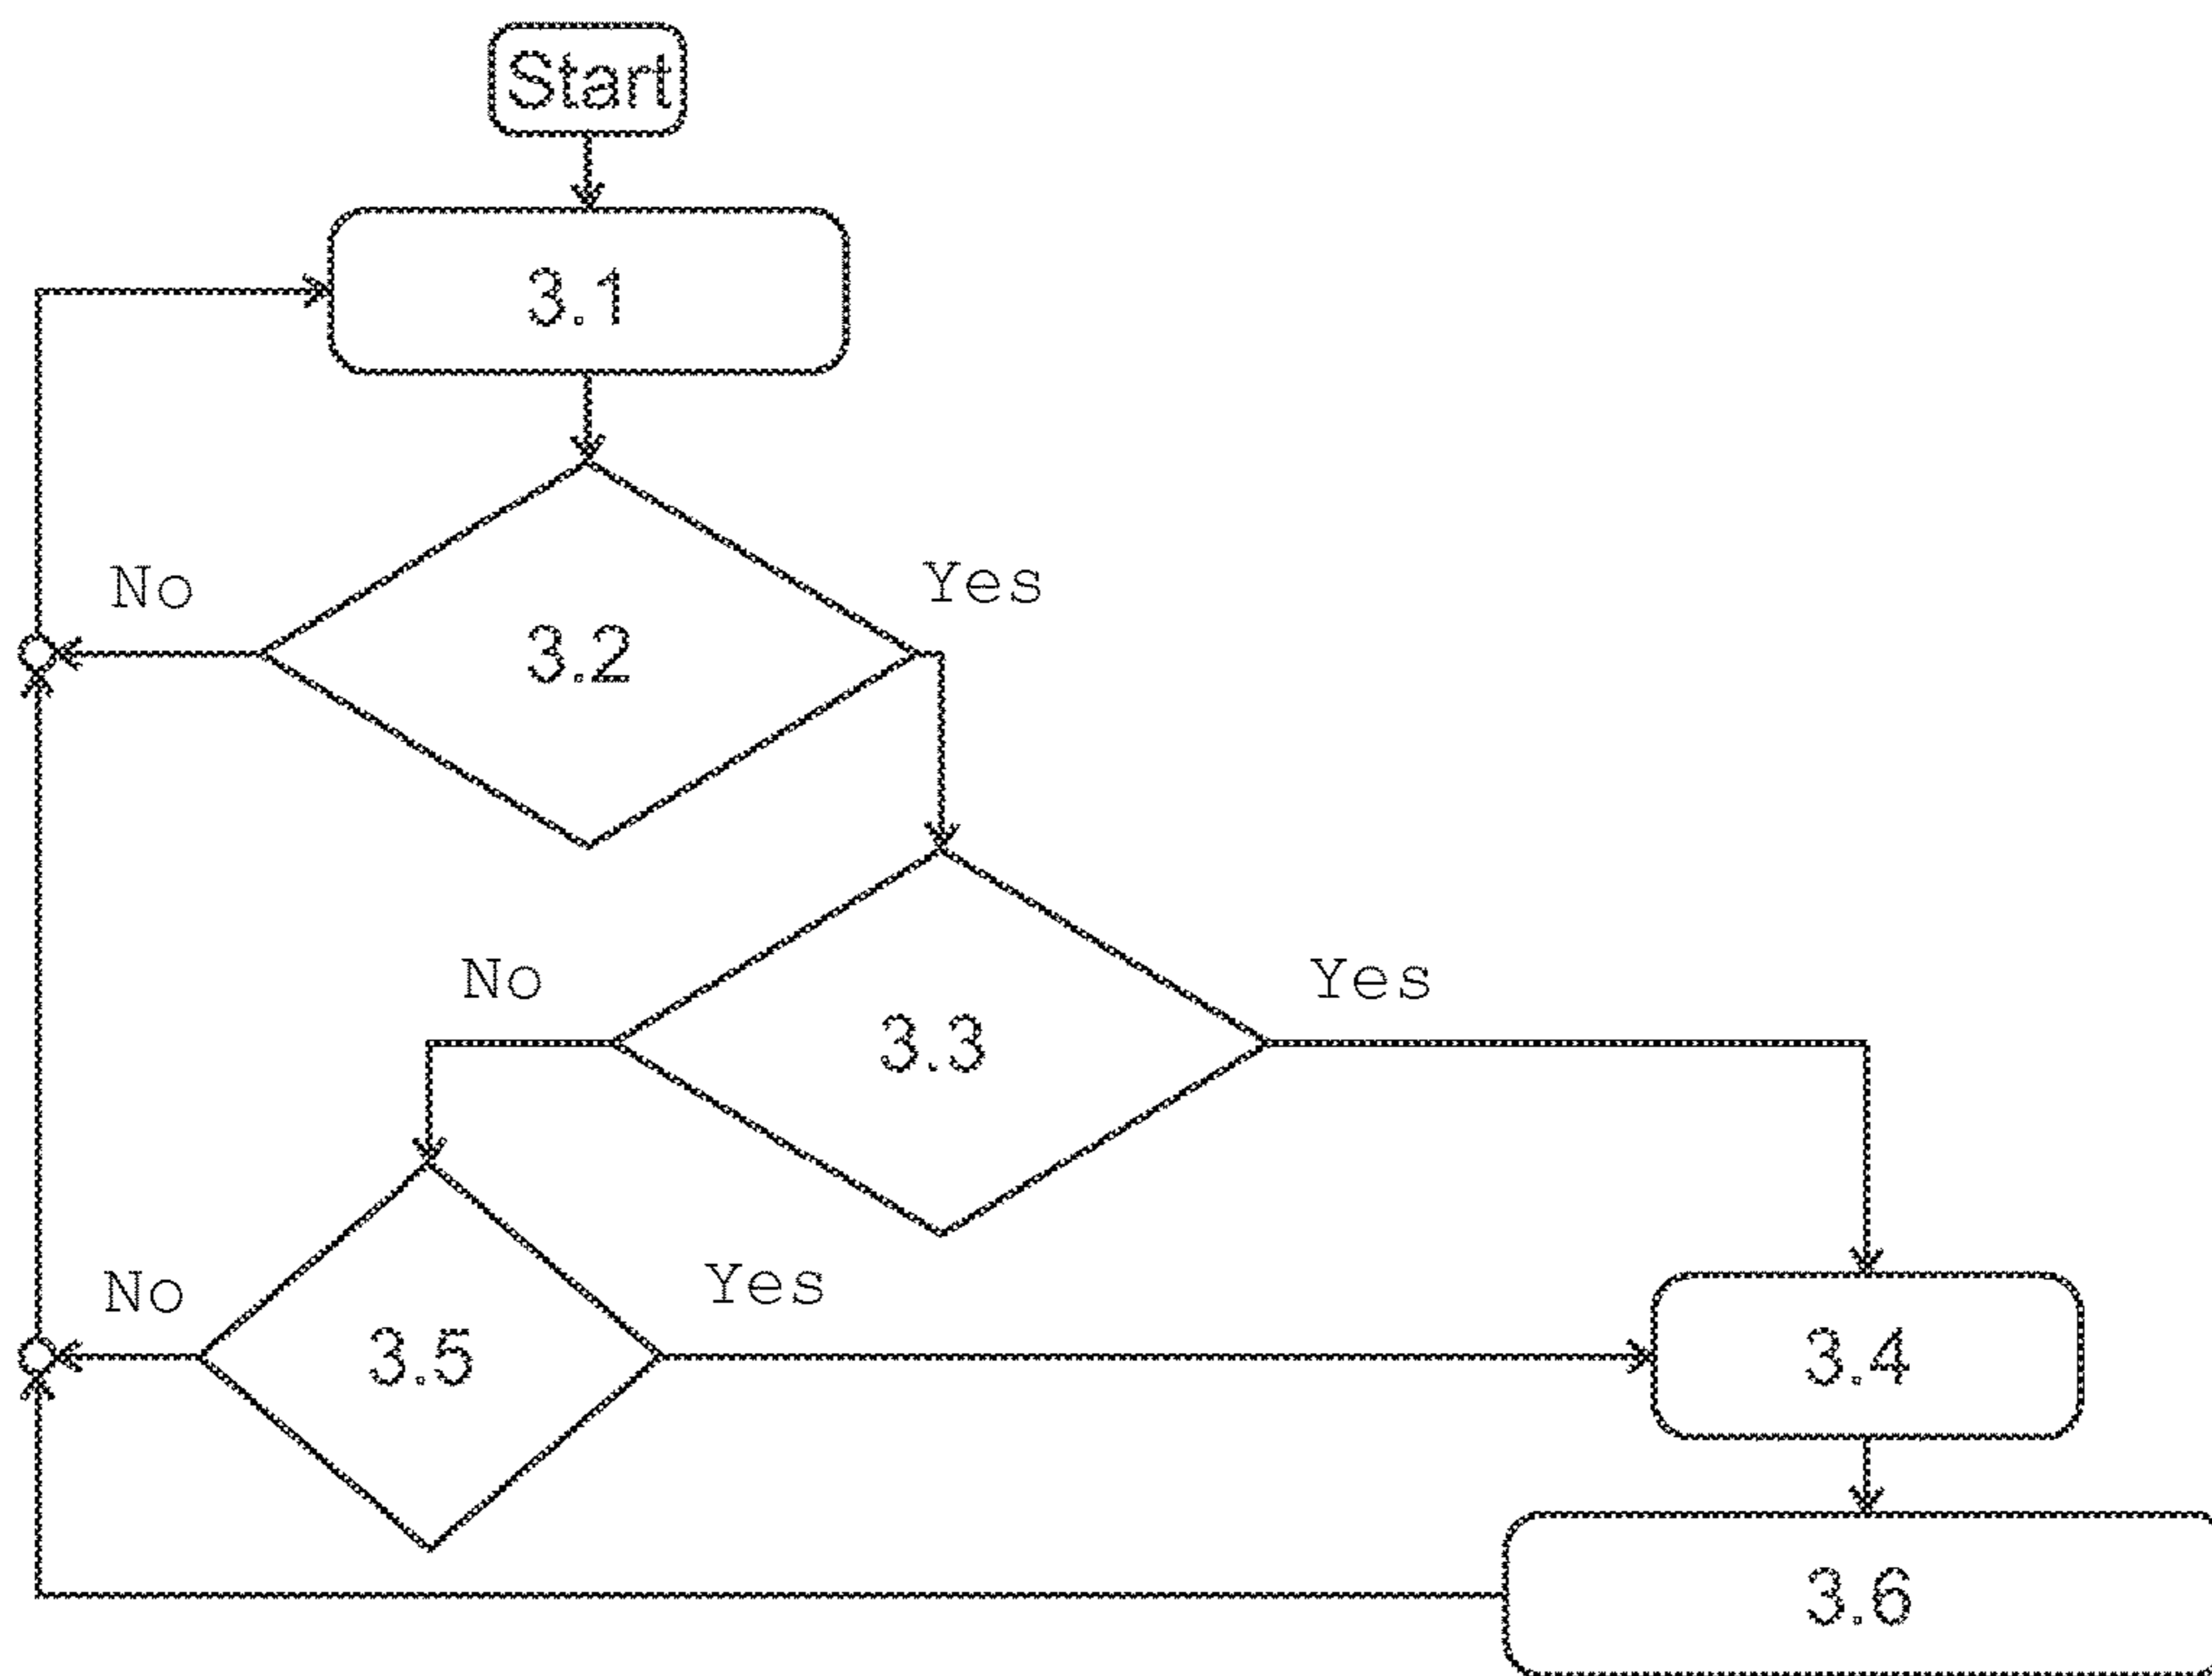 Start
3.1
No
Yes
3.2
No
Yes
3.3
No
Yes
3.5
3.4
3.6